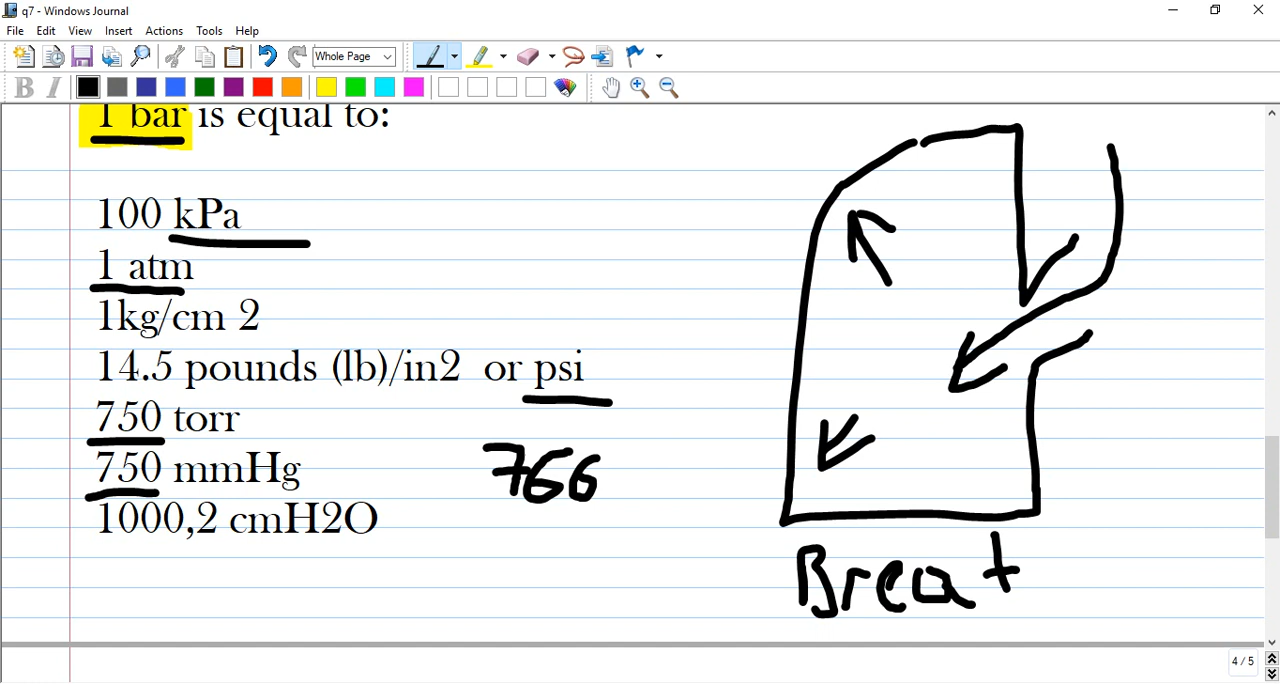 q7 - Windows Journal
File Edit View Insert Actions Tools Help
Whole Page
B I
1 bar is equal to:
100 kPa
1 atm
1kg/cm 2
14.5 pounds (lb)/in2 or psi
750 torr
750 mmHg
766
1000,2 cmH2O
Breat
4 / 5